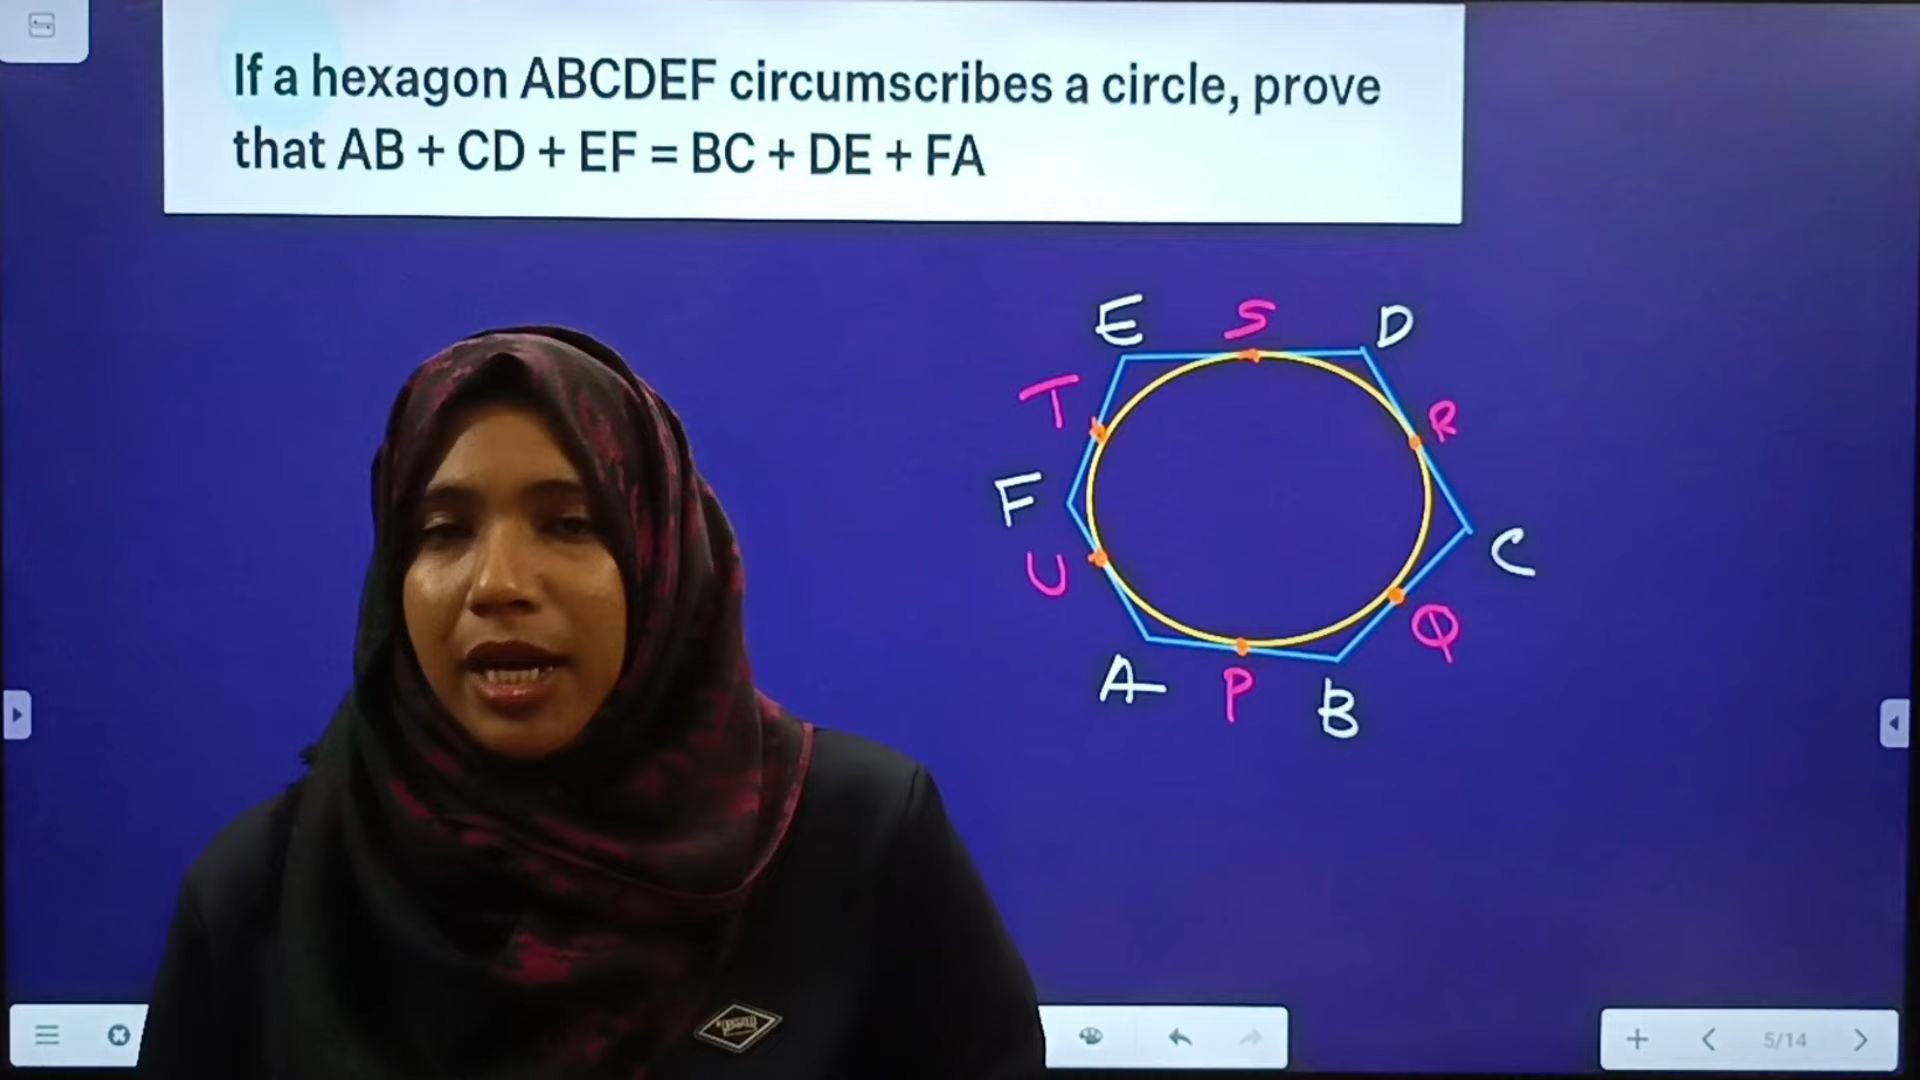 If a hexagon ABCDEF circumscribes a circle, prove
that AB + CD + EF = BC + DE + FA
E S D
T R
F
U C
Q
A P B
5/14